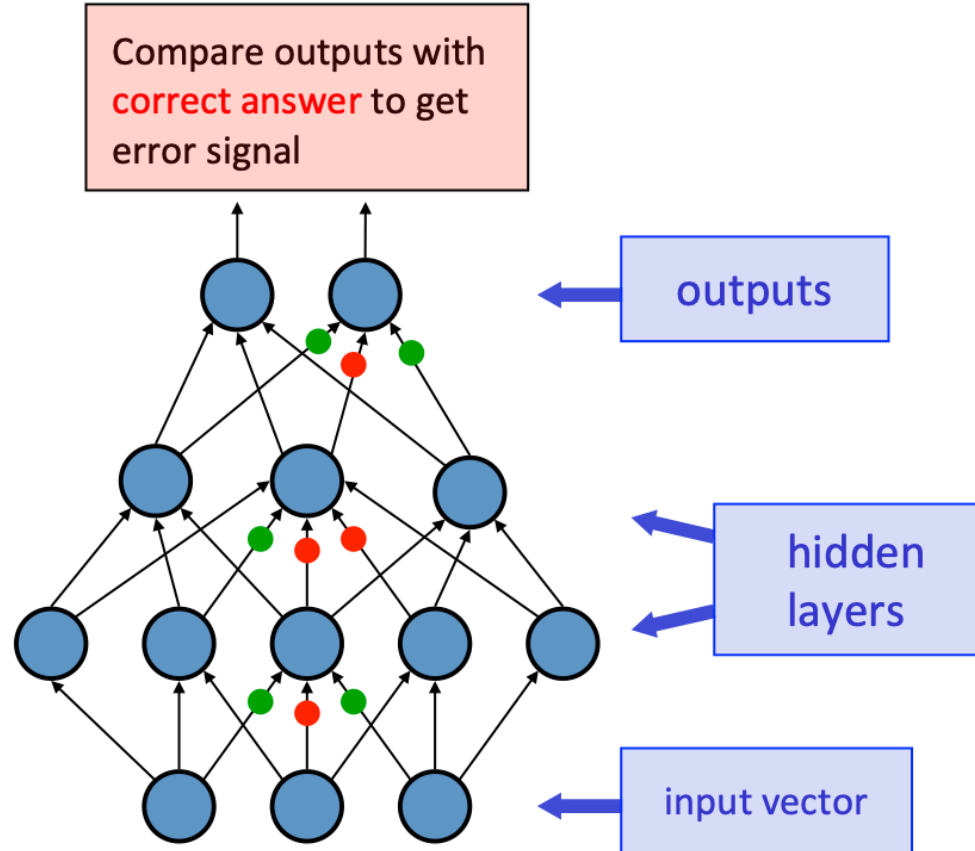 Compare outputs with
correct answer to get
error signal
outputs
hidden
layers
input vector